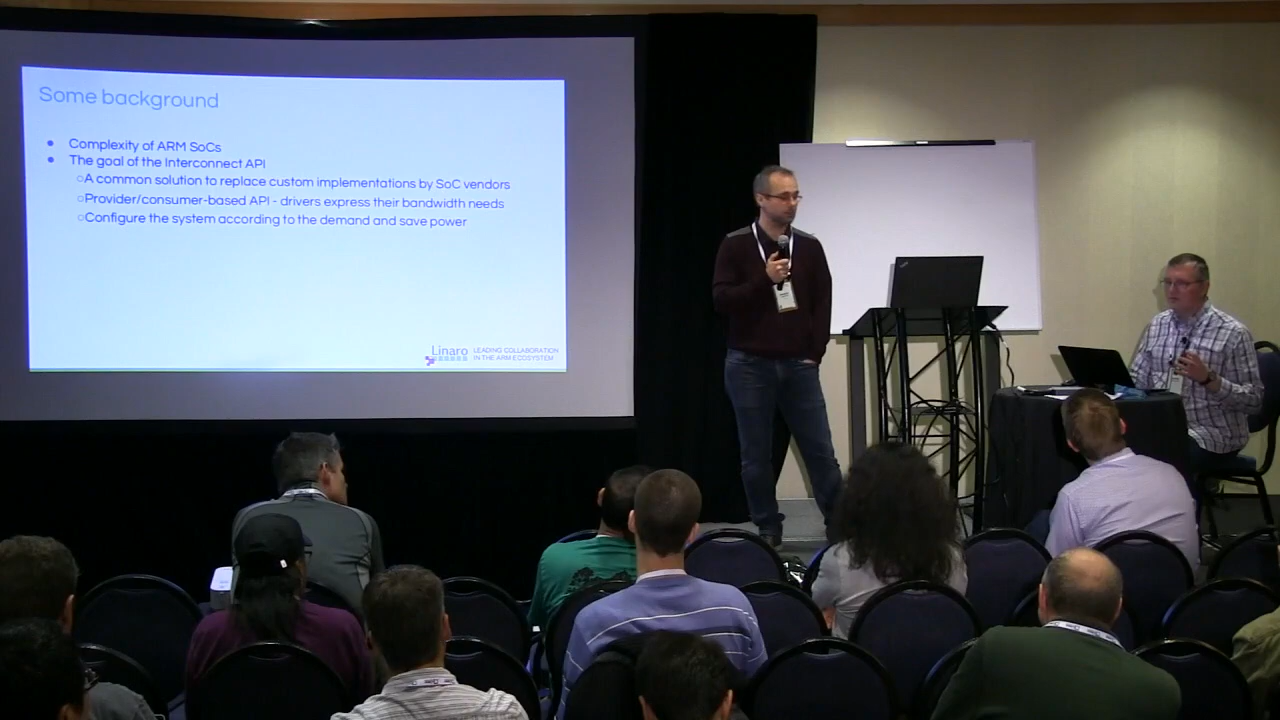 Some background
Complexity of ARM SoCs
The goal of the Interconnect API
A common solution to replace custom implementations by SoC vendors
Provider/consumer-based API - drivers express their bandwidth needs
Configure the system according to the demand and save power
Linaro
LEADING COLLABORATION
IN THE ARM ECOSYSTEM